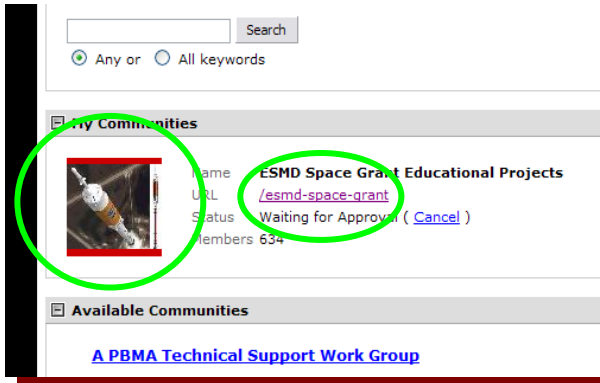 Search
Any or All keywords
My Communities
Name ESMD Space Grant Educational Projects
URL /esmd-space-grant
Status Waiting for Approval ( Cancel )
Members 634
Available Communities
A PBMA Technical Support Work Group